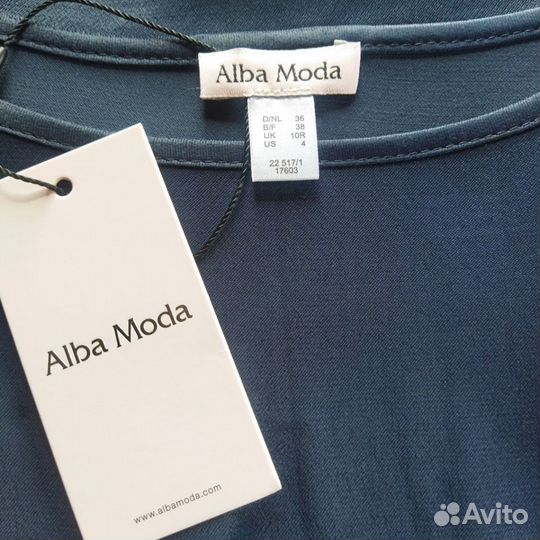 Alba Moda
D/NL 36
B/F 38
UK 10R
US 4
22 517/1
17603
Alba Moda
www.albamoda.com
Avito